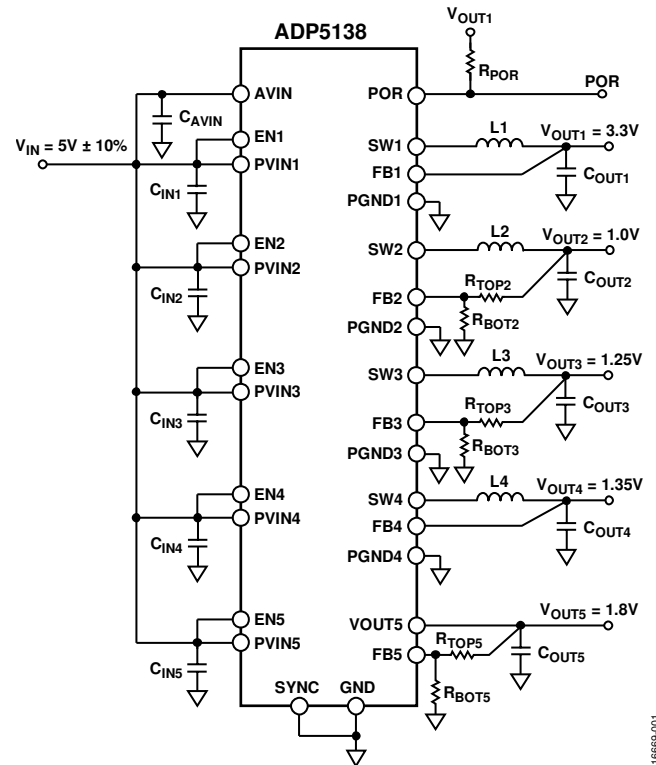 ADP5138
VOUT1
RPOR
AVIN
POR
POR
CAVIN
EN1
SW1
L1
VOUT1 = 3.3V
VIN = 5V ± 10%
PVIN1
FB1
COUT1
CIN1
PGND1
EN2
SW2
L2
VOUT2 = 1.0V
PVIN2
CIN2
RTOP2
COUT2
FB2
RBOT2
PGND2
EN3
SW3
L3
VOUT3 = 1.25V
PVIN3
CIN3
RTOP3
COUT3
FB3
RBOT3
PGND3
EN4
SW4
L4
VOUT4 = 1.35V
PVIN4
FB4
CIN4
COUT4
PGND4
EN5
VOUT5
VOUT5 = 1.8V
PVIN5
RTOP5
FB5
COUT5
CIN5
RBOT5
SYNC
GND
16669-001